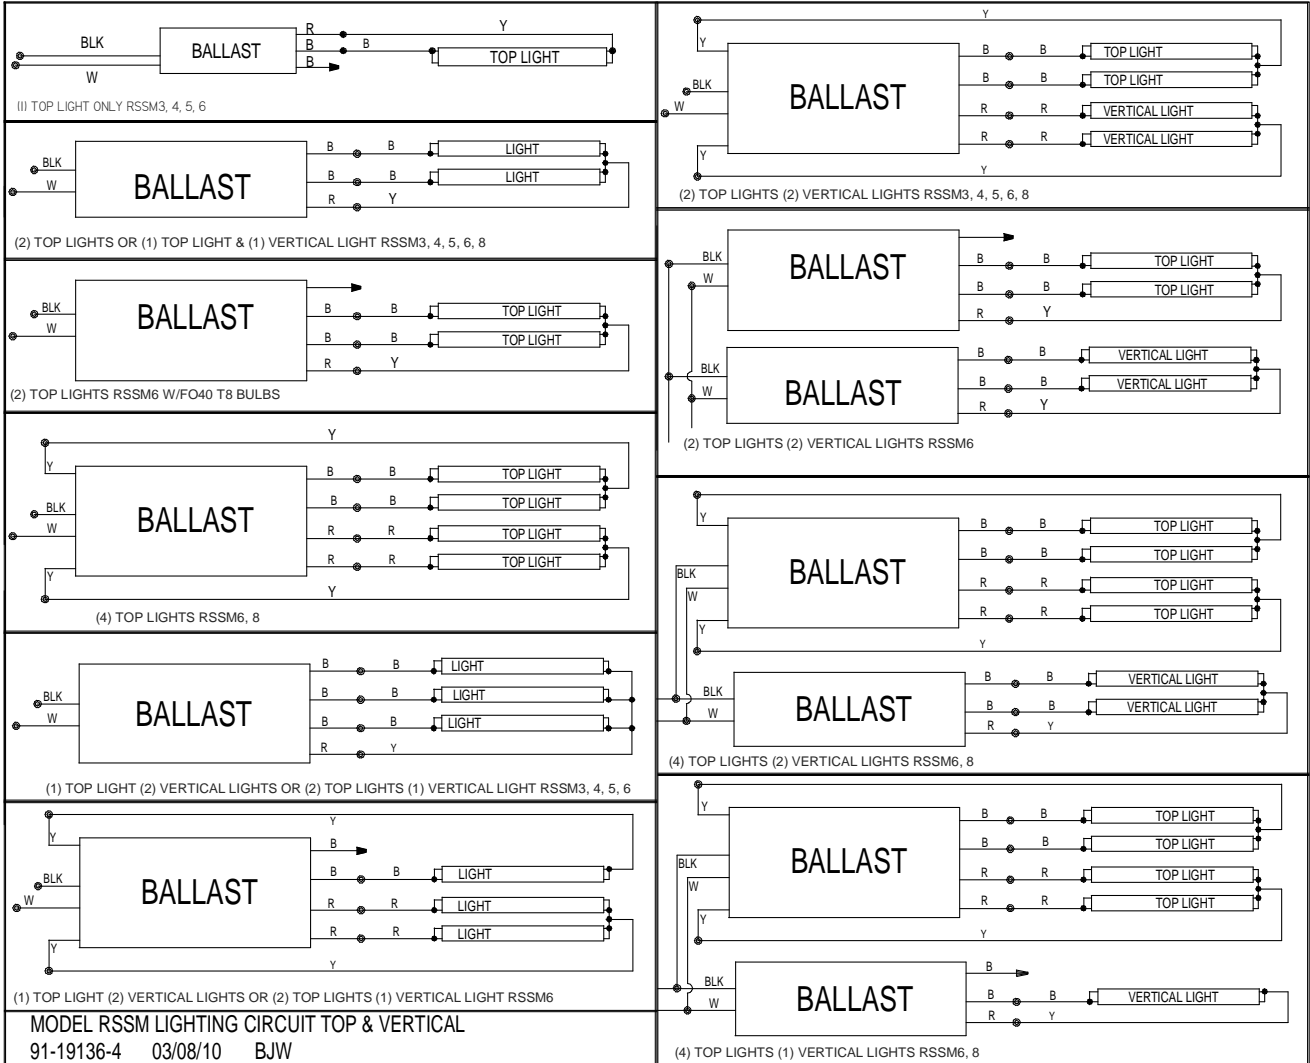 R
Y
BLK
BALLAST
B
B
TOP LIGHT
B
W
(I) TOP LIGHT ONLY RSSM3, 4, 5, 6
B
B
LIGHT
BLK
BALLAST
B
B
LIGHT
W
R
Y
(2) TOP LIGHTS OR (1) TOP LIGHT & (1) VERTICAL LIGHT RSSM3, 4, 5, 6, 8
BLK
BALLAST
B
B
TOP LIGHT
W
B
B
TOP LIGHT
R
Y
(2) TOP LIGHTS RSSM6 W/FO40 T8 BULBS
Y
Y
B
B
TOP LIGHT
BLK
BALLAST
B
B
TOP LIGHT
W
R
R
TOP LIGHT
R
R
TOP LIGHT
Y
Y
(4) TOP LIGHTS RSSM6, 8
B
B
LIGHT
BLK
BALLAST
B
B
LIGHT
W
B
B
LIGHT
R
Y
(1) TOP LIGHT (2) VERTICAL LIGHTS OR (2) TOP LIGHTS (1) VERTICAL LIGHT RSSM3, 4, 5, 6
Y
Y
B
BLK
BALLAST
B
B
LIGHT
W
R
R
LIGHT
R
R
LIGHT
Y
Y
(1) TOP LIGHT (2) VERTICAL LIGHTS OR (2) TOP LIGHTS (1) VERTICAL LIGHT RSSM6
MODEL RSSM LIGHTING CIRCUIT TOP & VERTICAL
91-19136-4 03/08/10 BJW
Y
Y
B
B
TOP LIGHT
BLK
BALLAST
B
B
TOP LIGHT
W
R
R
VERTICAL LIGHT
R
R
VERTICAL LIGHT
Y
Y
(2) TOP LIGHTS (2) VERTICAL LIGHTS RSSM3, 4, 5, 6, 8
BLK
BALLAST
B
B
TOP LIGHT
W
B
B
TOP LIGHT
R
Y
B
B
VERTICAL LIGHT
BLK
BALLAST
B
B
VERTICAL LIGHT
W
R
Y
(2) TOP LIGHTS (2) VERTICAL LIGHTS RSSM6
Y
B
B
TOP LIGHT
BALLAST
B
B
TOP LIGHT
BLK
R
R
TOP LIGHT
W
R
R
TOP LIGHT
Y
Y
B
B
VERTICAL LIGHT
BLK
BALLAST
B
B
VERTICAL LIGHT
W
R
Y
(4) TOP LIGHTS (2) VERTICAL LIGHTS RSSM6, 8
Y
B
B
TOP LIGHT
BALLAST
B
B
TOP LIGHT
BLK
R
R
TOP LIGHT
W
R
R
TOP LIGHT
Y
Y
B
BLK
BALLAST
B
B
VERTICAL LIGHT
W
R
Y
(4) TOP LIGHTS (1) VERTICAL LIGHTS RSSM6, 8